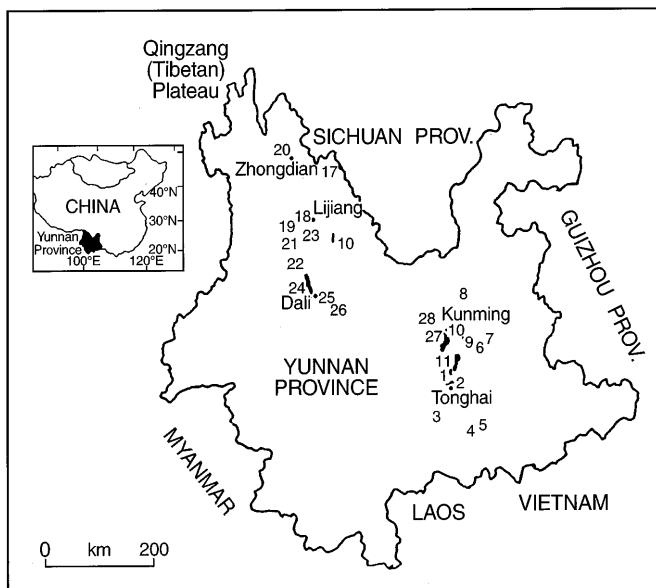 Qingzang
(Tibetan)
Plateau
SICHUAN PROV.
20
Zhongdian
17
CHINA
40°N
30°N
20°N
Yunnan
Province
100°E
120°E
18
Lijiang
19
23
10
21
22
24
Dali
25
26
GUIZHOU PROV.
8
Kunming
28
10
27
9
7
6
11
1
2
Tonghai
3
4
5
YUNNAN
PROVINCE
MYANMAR
LAOS
VIETNAM
0
km
200